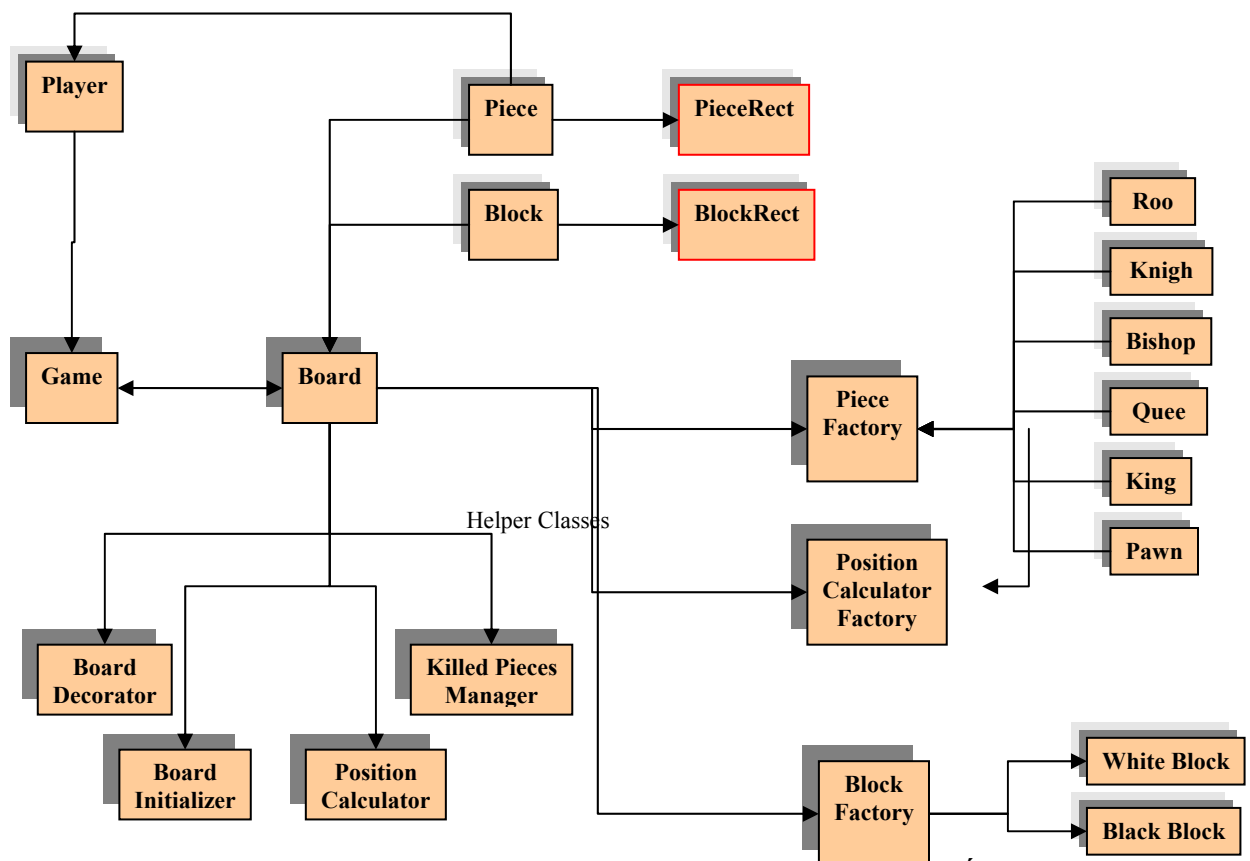 Player
Piece
PieceRect
Block
BlockRect
Roo
Knigh
Bishop
Quee
King
Pawn
Game
Board
Piece
Factory
Helper Classes
Position
Calculator
Factory
Board
Decorator
Killed Pieces
Manager
Board
Initializer
Position
Calculator
Block
Factory
White Block
Black Block